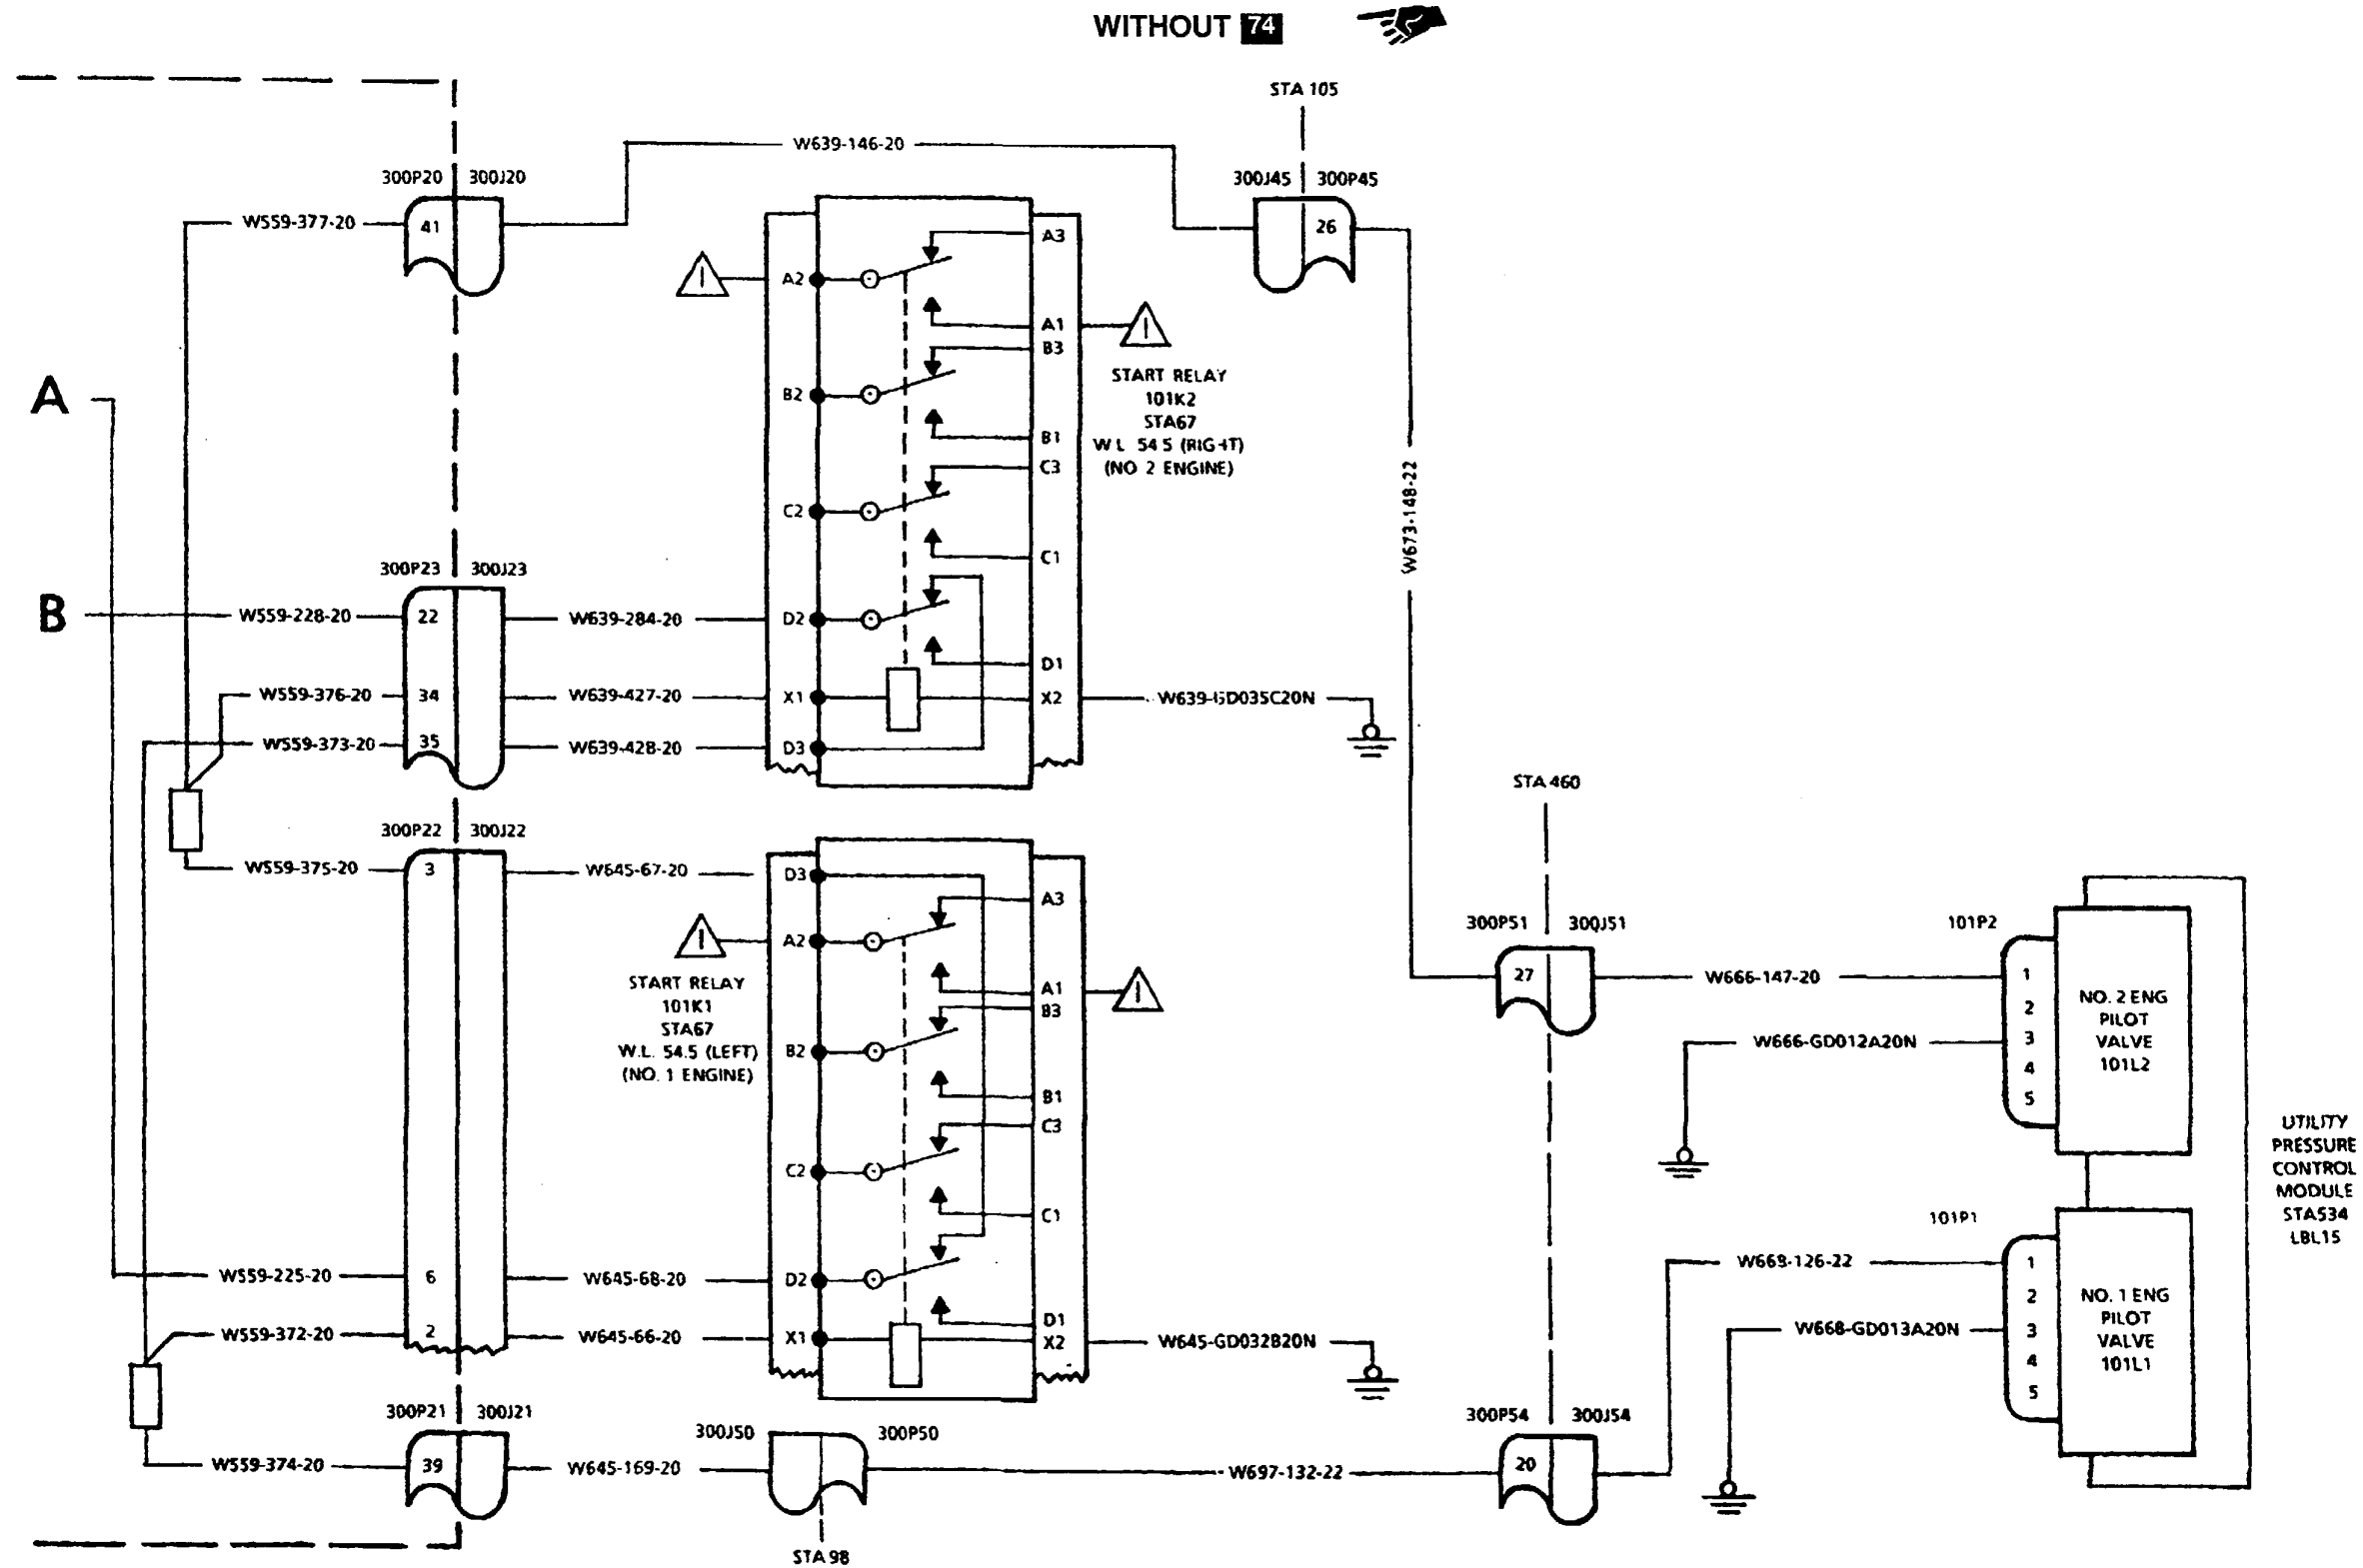 WITHOUT 74
STA 105
W639-146-20
300P20 300J20
300J45 300P45
W559-377-20
41
26
A3
A2
A1
B3
START RELAY
101K2
STA67
W L 54 5 (RIGHT)
(NO 2 ENGINE)
A
B2
B1
C3
W673-148-22
C2
C1
300P23 300J23
B
W559-228-20
22
W639-284-20
D2
D1
W559-376-20
34
W639-427-20
X1
X2
W639-GD035C20N
W559-373-20
35
W639-428-20
D3
STA 460
300P22 300J22
W559-375-20
3
W645-67-20
D3
A3
300P51 300J51
101P2
A2
27
W666-147-20
START RELAY
101K1
STA67
W.L. 54.5 (LEFT)
(NO. 1 ENGINE)
A1
B3
B2
B1
C3
1
2
3
4
5
NO. 2 ENG
PILOT
VALVE
101L2
W666-GD012A20N
UTILITY
PRESSURE
CONTROL
MODULE
STA534
LBL15
C2
C1
101P1
W559-225-20
6
W645-68-20
D2
D1
W668-126-22
1
2
3
4
5
NO. 1 ENG
PILOT
VALVE
101L1
W559-372-20
2
W645-66-20
X1
X2
W645-GD032B20N
W668-GD013A20N
300P21 300J21
300J50 300P50
300P54 300J54
W559-374-20
39
W645-169-20
W697-132-22
20
STA 98